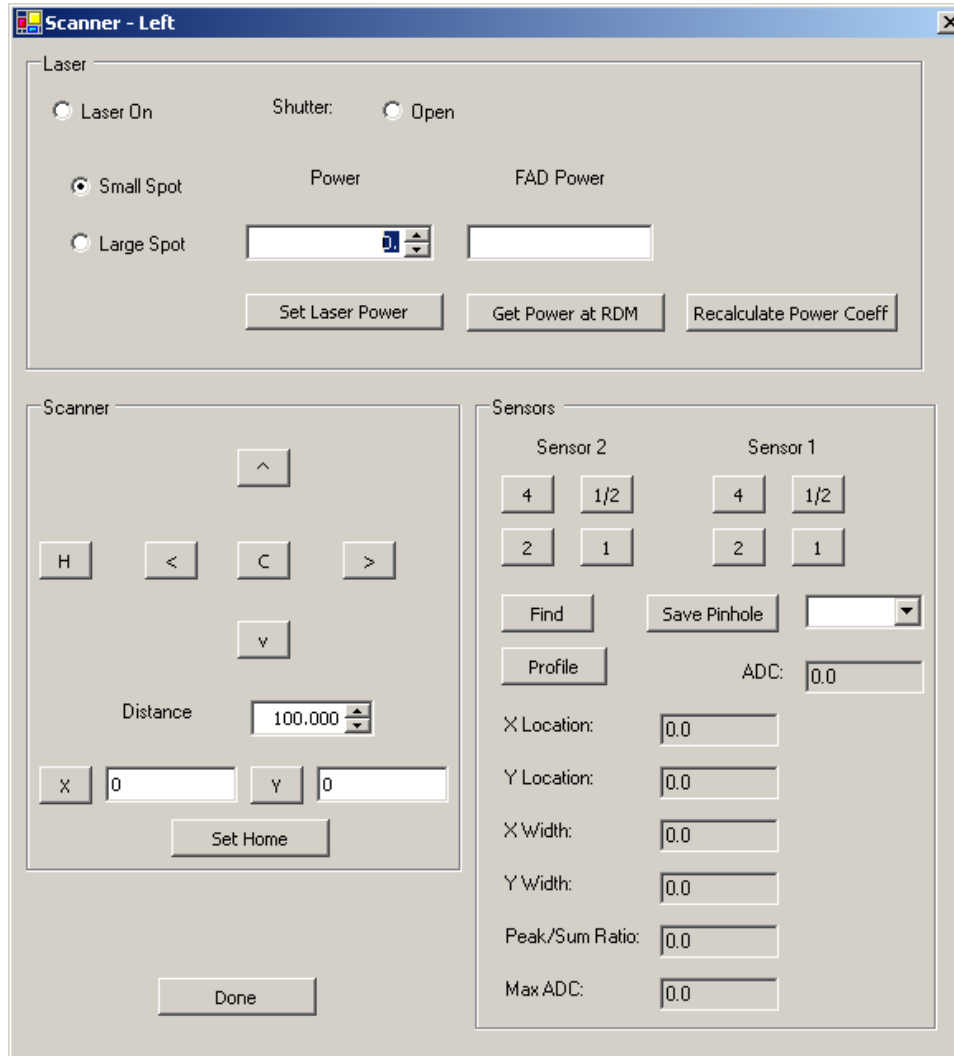 Scanner - Left
Laser
Laser On Shutter: Open
Small Spot Power FAD Power
Large Spot 0.
Set Laser Power Get Power at RDM Recalculate Power Coeff
Scanner
^
H < C >
v
Distance 100.000
X 0 Y 0
Set Home
Done
Sensors
Sensor 2 Sensor 1
4 1/2 4 1/2
2 1 2 1
Find Save Pinhole
Profile ADC: 0.0
X Location: 0.0
Y Location: 0.0
X Width: 0.0
Y Width: 0.0
Peak/Sum Ratio: 0.0
Max ADC: 0.0